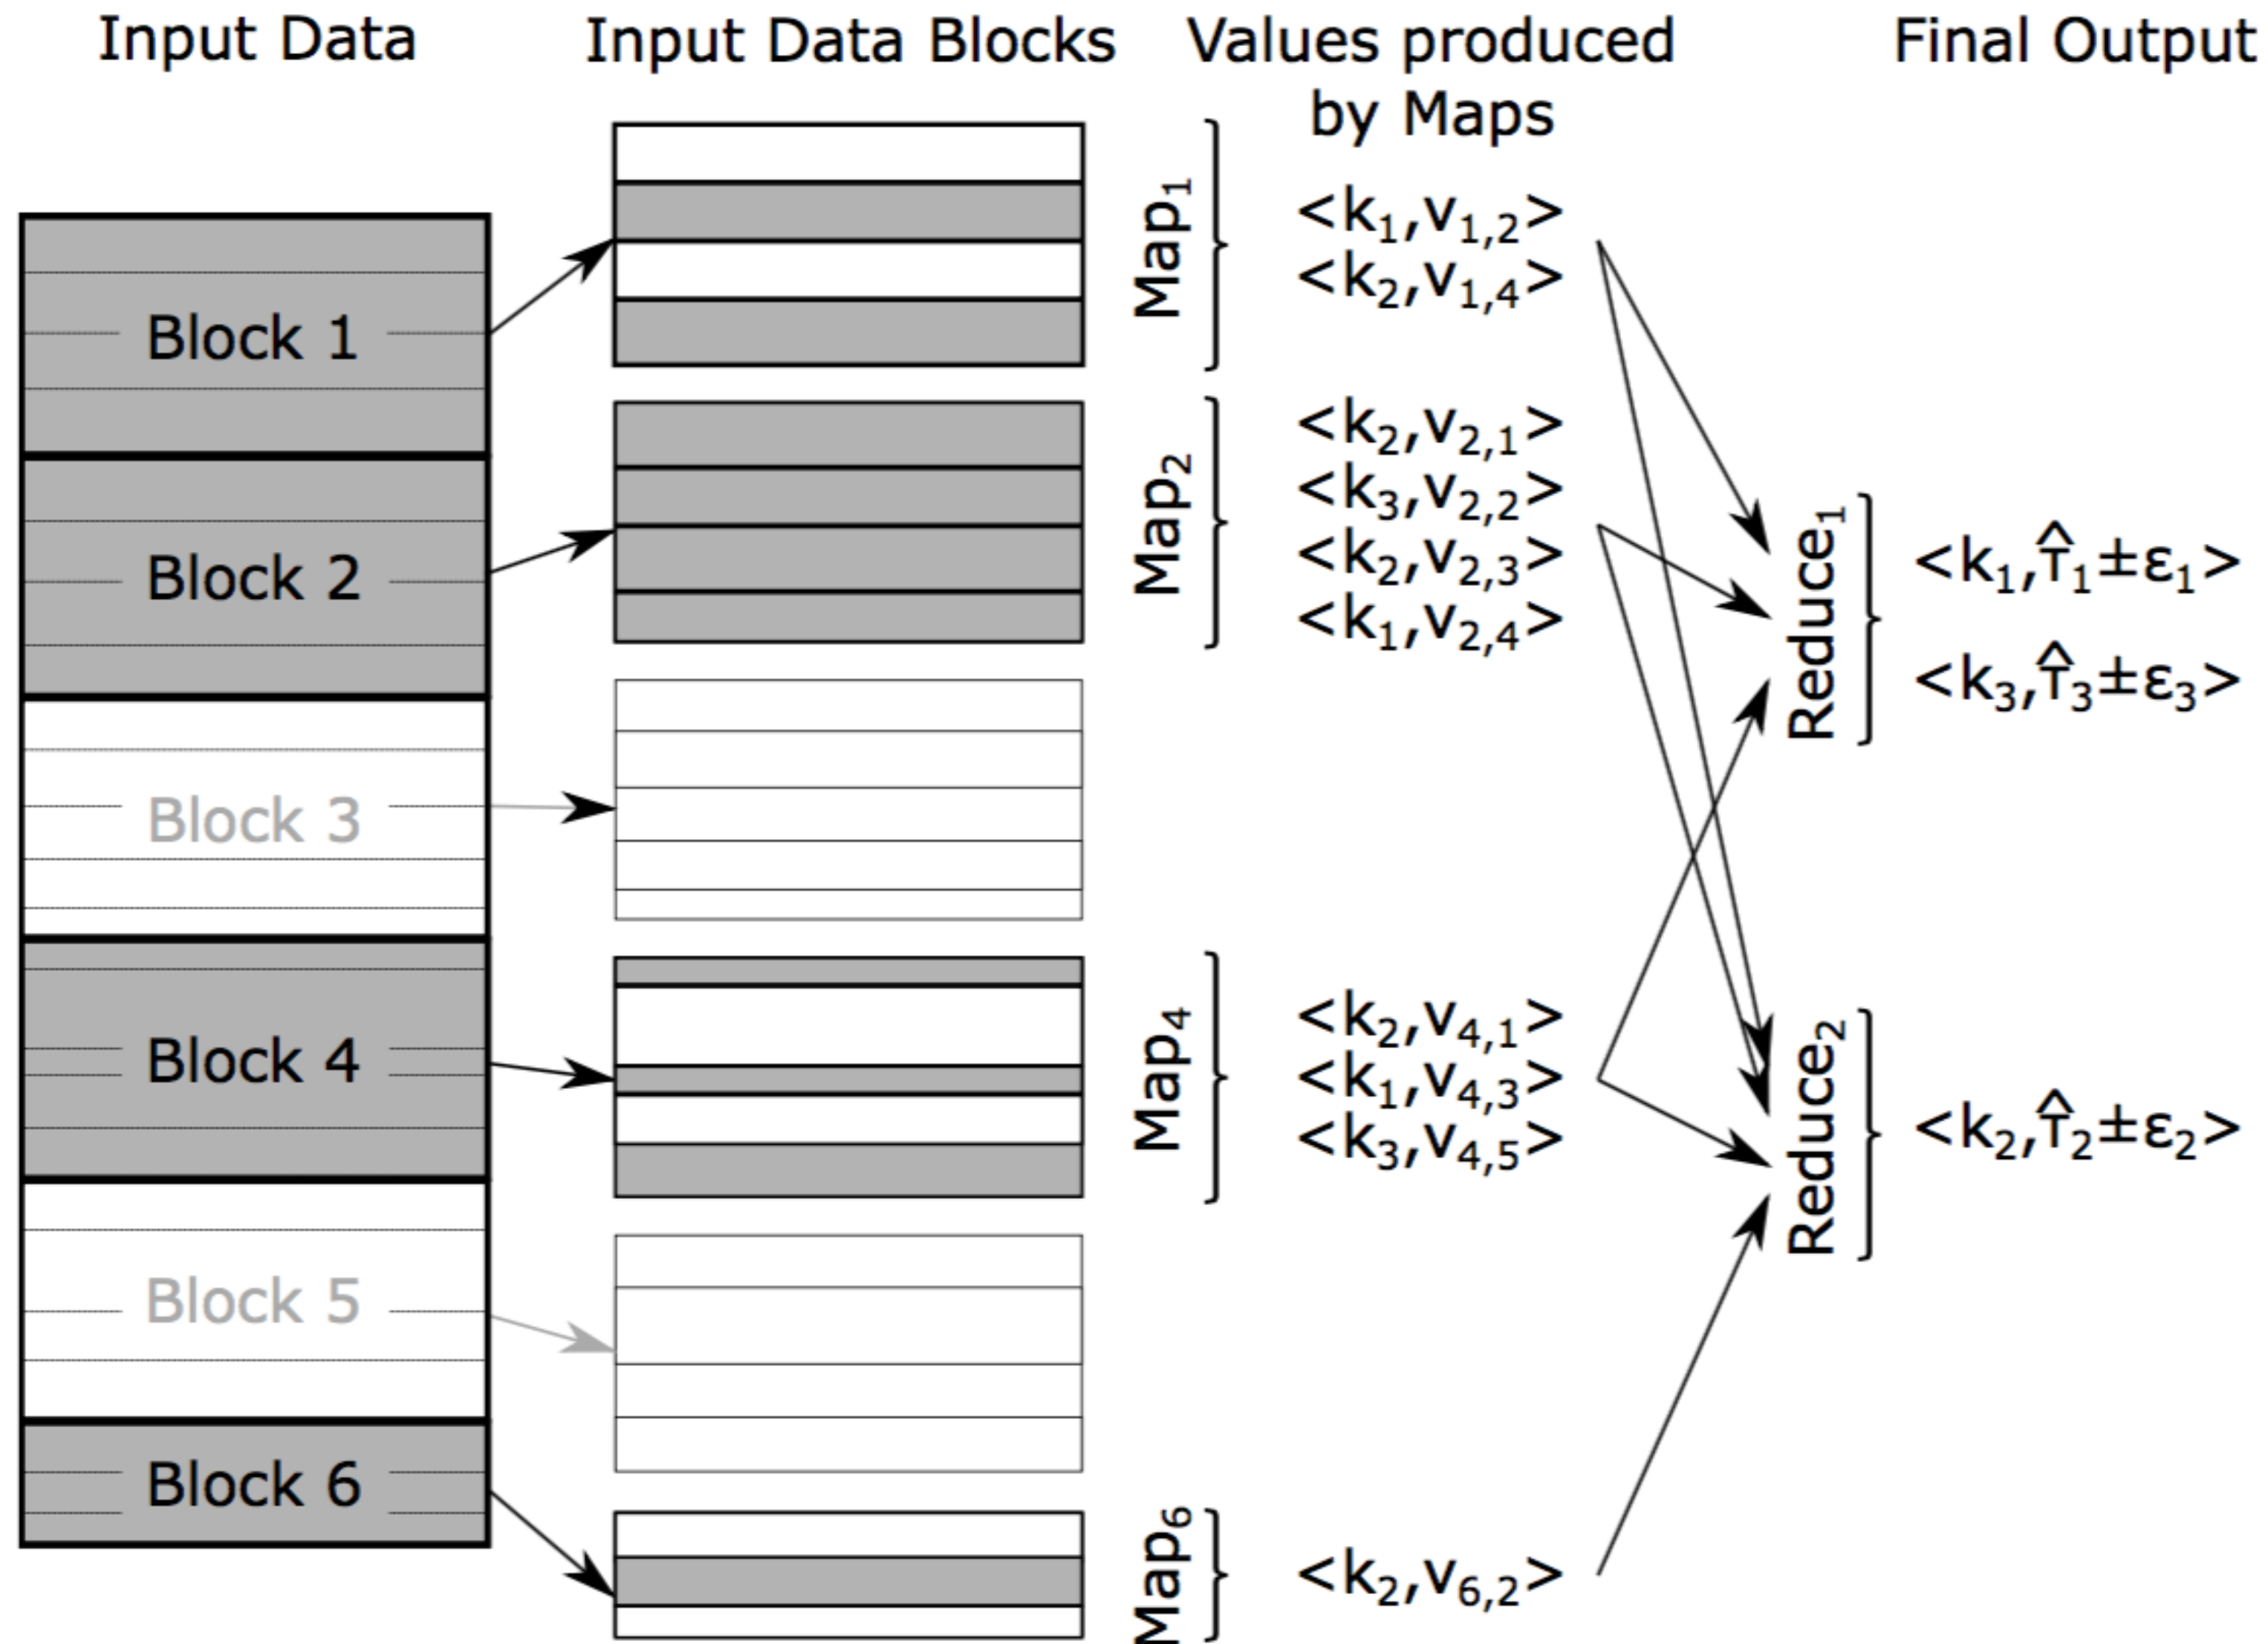 Input Data
Input Data Blocks
Values produced
by Maps
Final Output
Block 1
Block 2
Block 3
Block 4
Block 5
Block 6
Map₁
<k₁,v₁,₂>
<k₂,v₁,₄>
Map₂
<k₂,v₂,₁>
<k₃,v₂,₂>
<k₂,v₂,₃>
<k₁,v₂,₄>
Map₄
<k₂,v₄,₁>
<k₁,v₄,₃>
<k₃,v₄,₅>
Map₆
<k₂,v₆,₂>
Reduce₁
<k₁,τ̂₁±ε₁>
<k₃,τ̂₃±ε₃>
Reduce₂
<k₂,τ̂₂±ε₂>